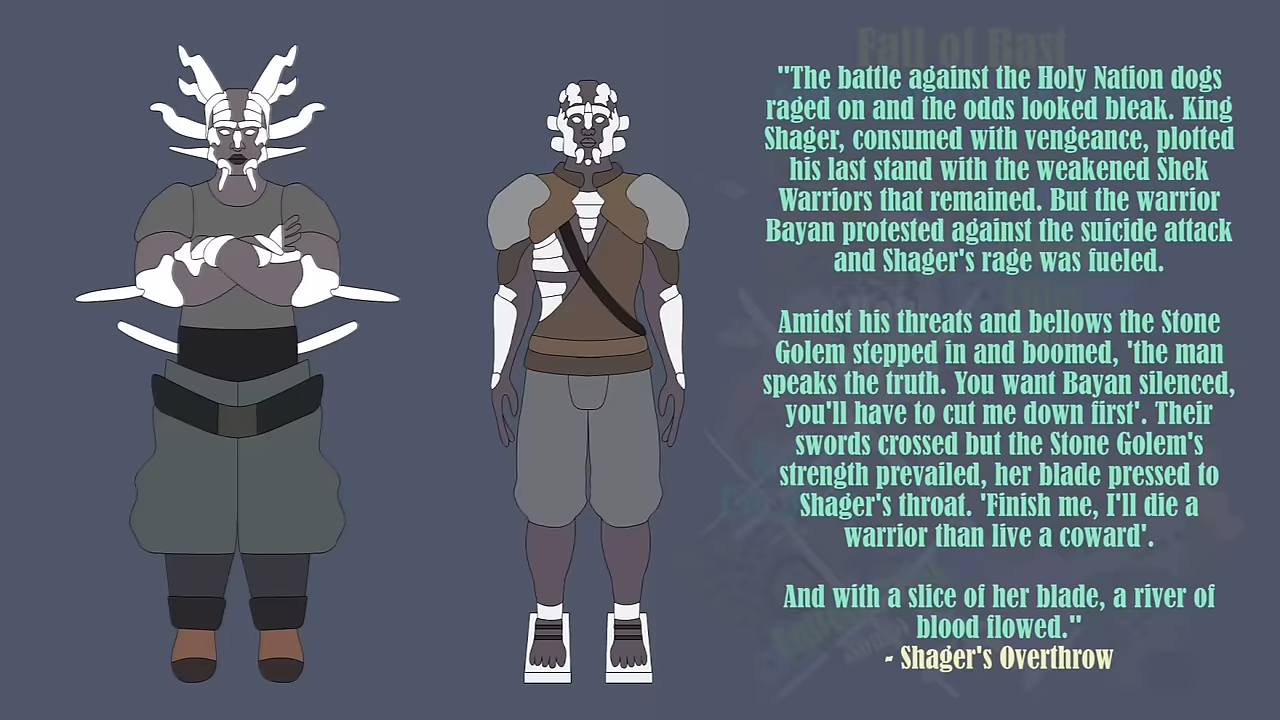 Fall of Bast
"The battle against the Holy Nation dogs
raged on and the odds looked bleak. King
Shager, consumed with vengeance, plotted
his last stand with the weakened Shek
Warriors that remained. But the warrior
Bayan protested against the suicide attack
and Shager's rage was fueled.
Amidst his threats and bellows the Stone
Golem stepped in and boomed, 'the man
speaks the truth. You want Bayan silenced,
you'll have to cut me down first'. Their
swords crossed but the Stone Golem's
strength prevailed, her blade pressed to
Shager's throat. 'Finish me, I'll die a
warrior than live a coward'.
And with a slice of her blade, a river of
blood flowed."
- Shager's Overthrow